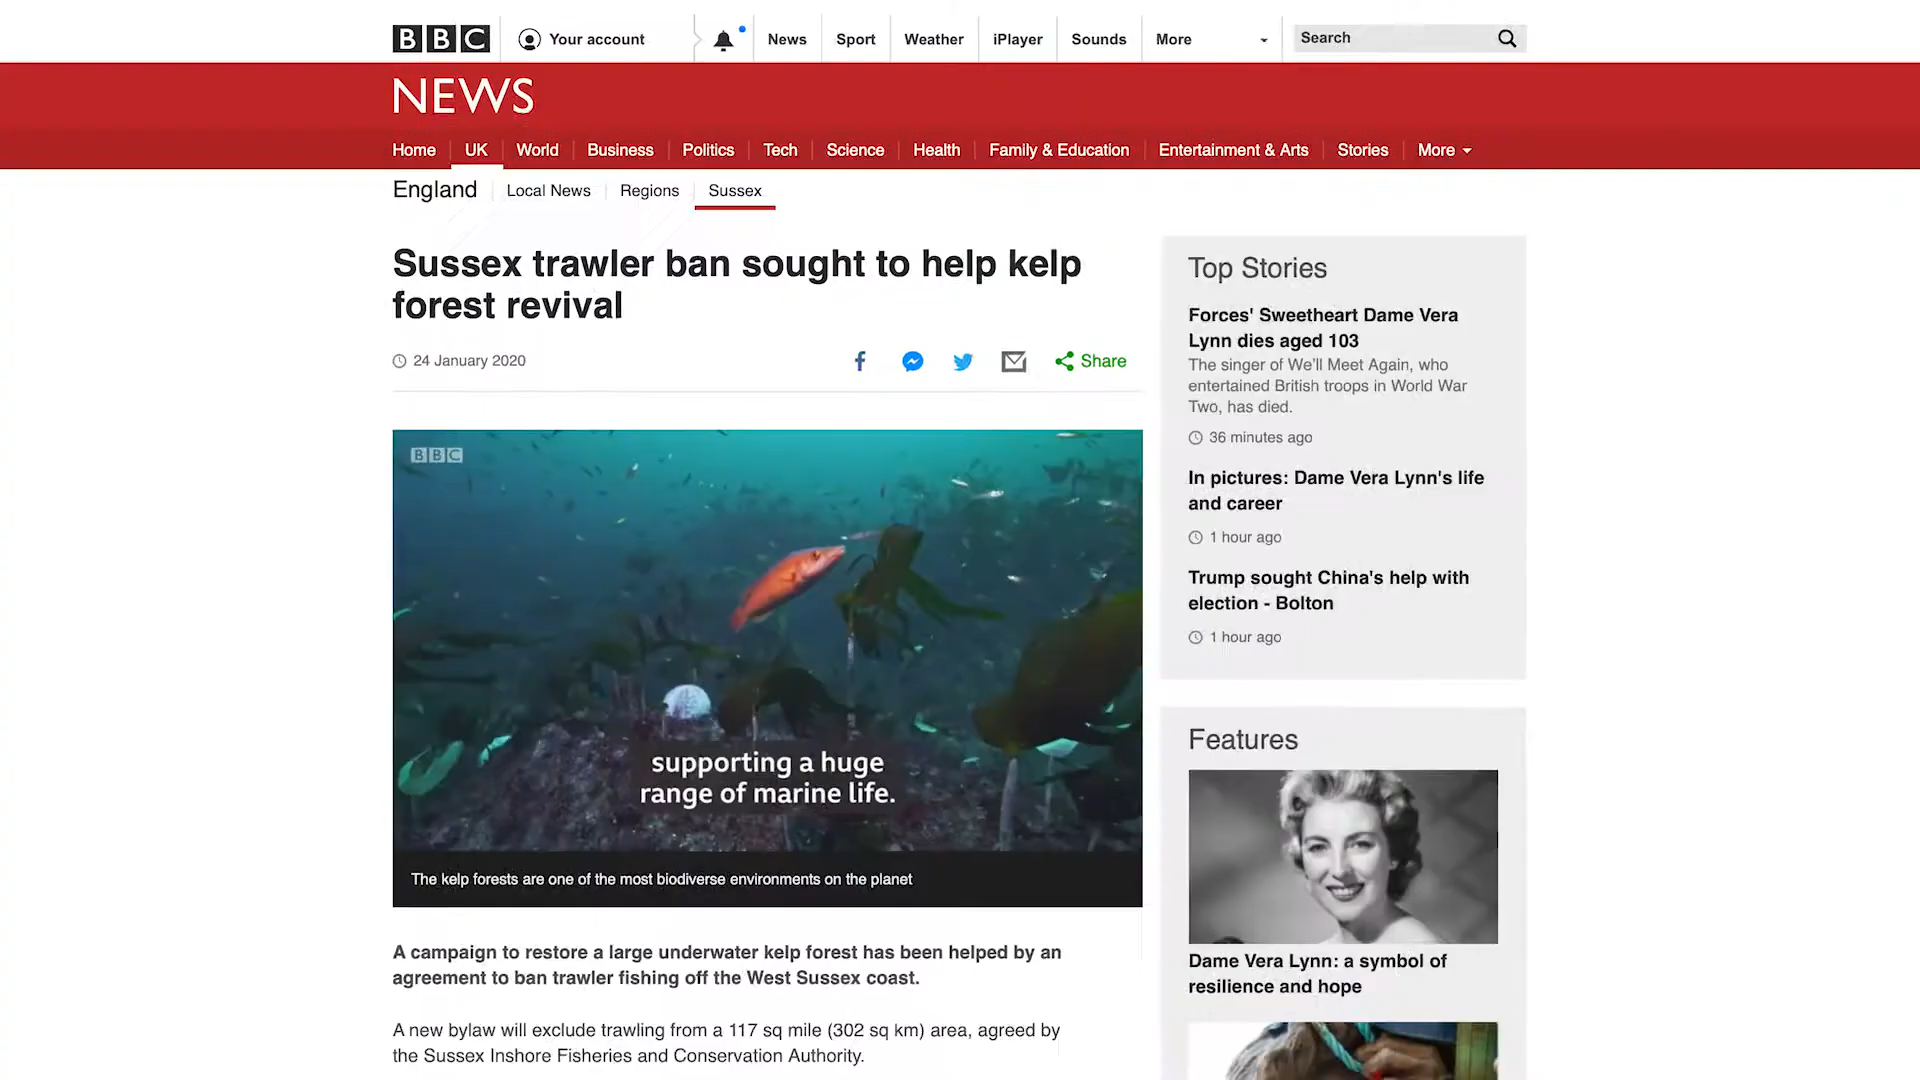 BBC
Your account
News
Sport
Weather
iPlayer
Sounds
More
Search
NEWS
Home
UK
World
Business
Politics
Tech
Science
Health
Family & Education
Entertainment & Arts
Stories
More
England
Local News
Regions
Sussex
Sussex trawler ban sought to help kelp
forest revival
24 January 2020
Share
BBC
supporting a huge
range of marine life.
The kelp forests are one of the most biodiverse environments on the planet
A campaign to restore a large underwater kelp forest has been helped by an
agreement to ban trawler fishing off the West Sussex coast.
A new bylaw will exclude trawling from a 117 sq mile (302 sq km) area, agreed by
the Sussex Inshore Fisheries and Conservation Authority.
Top Stories
Forces' Sweetheart Dame Vera
Lynn dies aged 103
The singer of We'll Meet Again, who
entertained British troops in World War
Two, has died.
36 minutes ago
In pictures: Dame Vera Lynn's life
and career
1 hour ago
Trump sought China's help with
election - Bolton
1 hour ago
Features
Dame Vera Lynn: a symbol of
resilience and hope